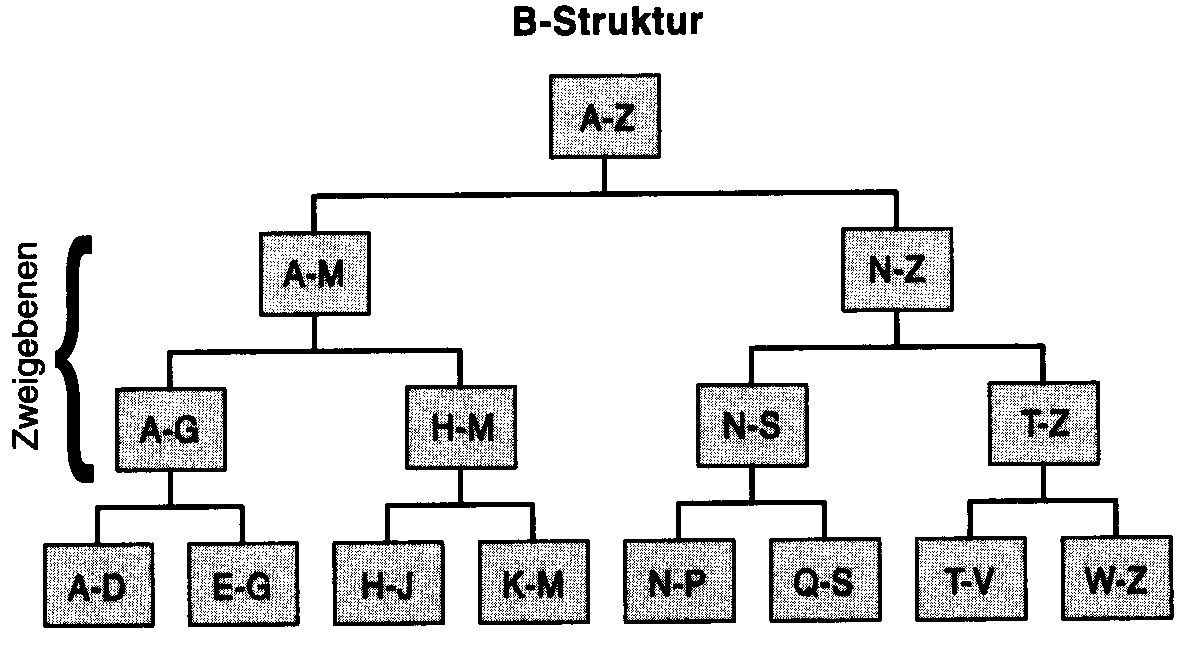 B-Struktur
A-Z
A-M
N-Z
Zweigebenen
A-G
H-M
N-S
T-Z
A-D
E-G
H-J
K-M
N-P
Q-S
T-V
W-Z